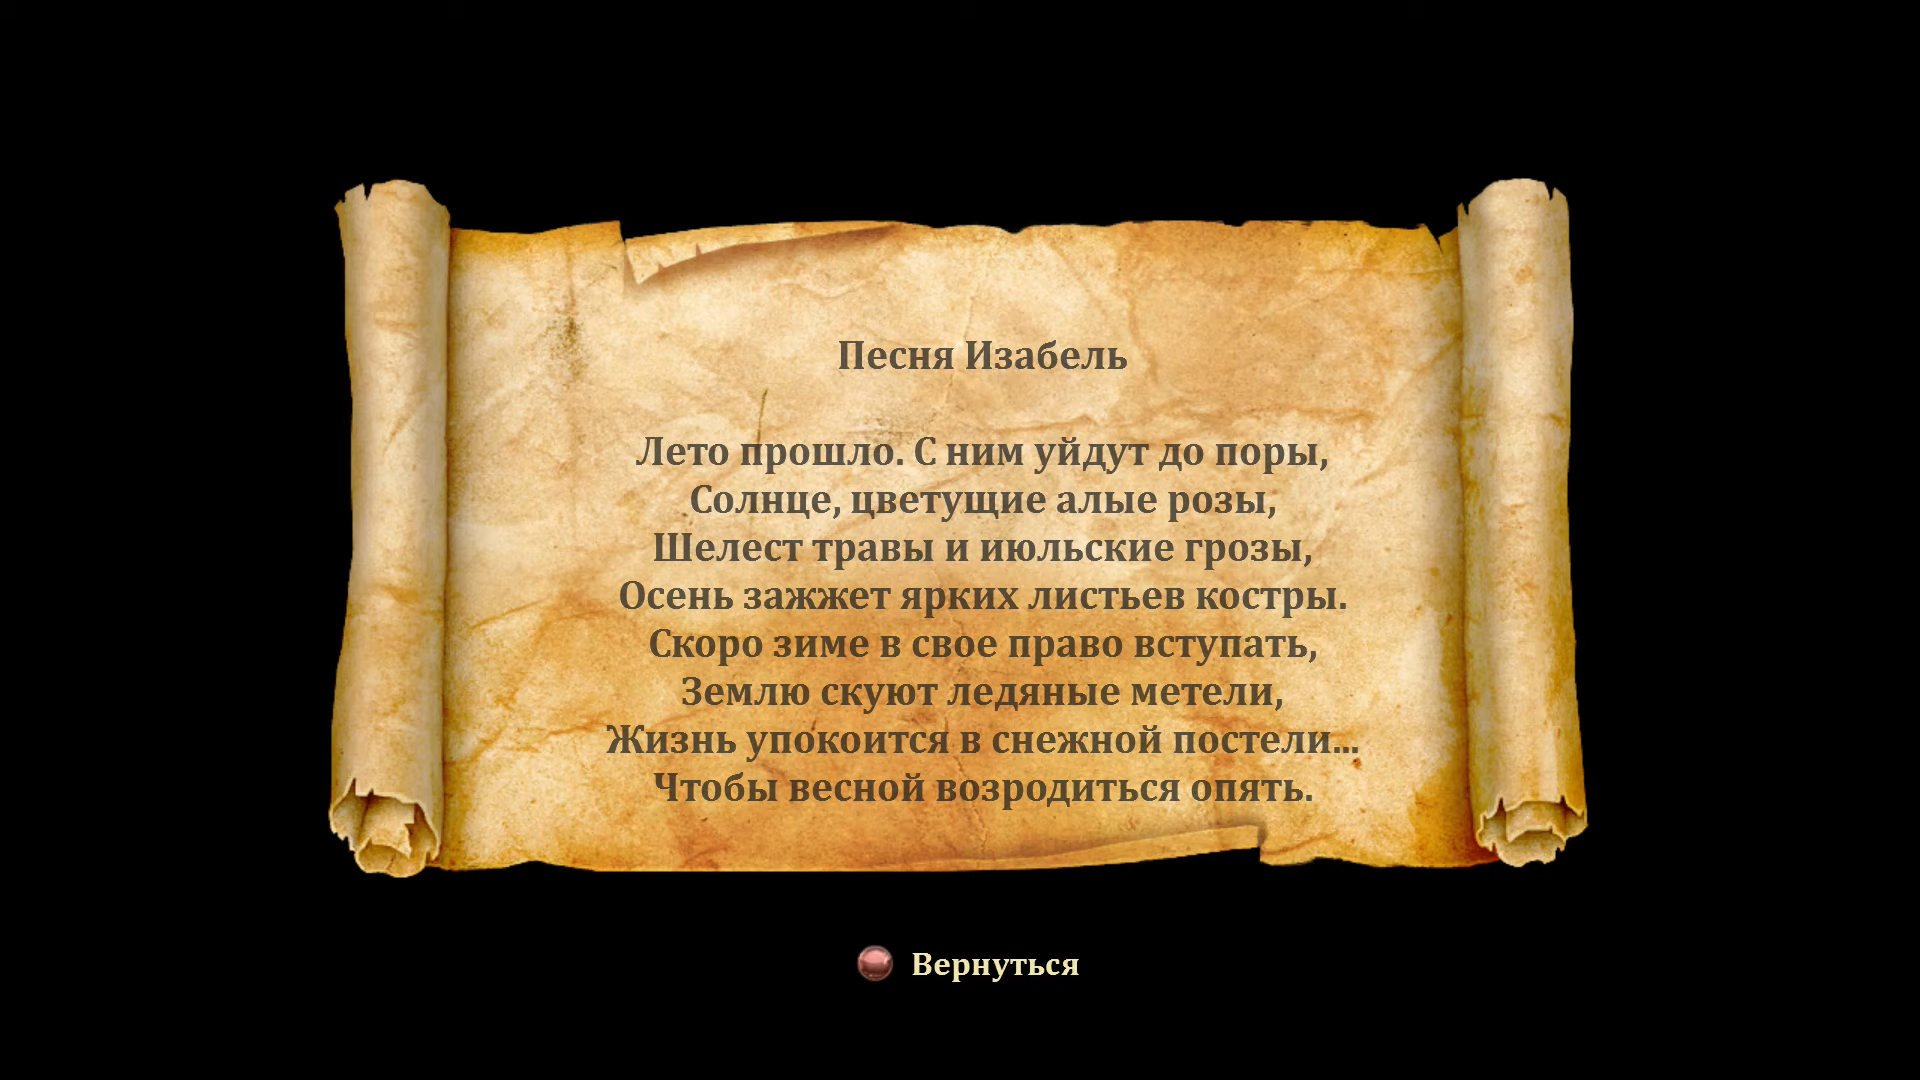 Песня Изабель
Лето прошло. С ним уйдут до поры,
Солнце, цветущие алые розы,
Шелест травы и июльские грозы,
Осень зажжет ярких листьев костры.
Скоро зиме в свое право вступать,
Землю скуют ледяные метели,
Жизнь упокоится в снежной постели...
Чтобы весной возродиться опять.
Вернуться